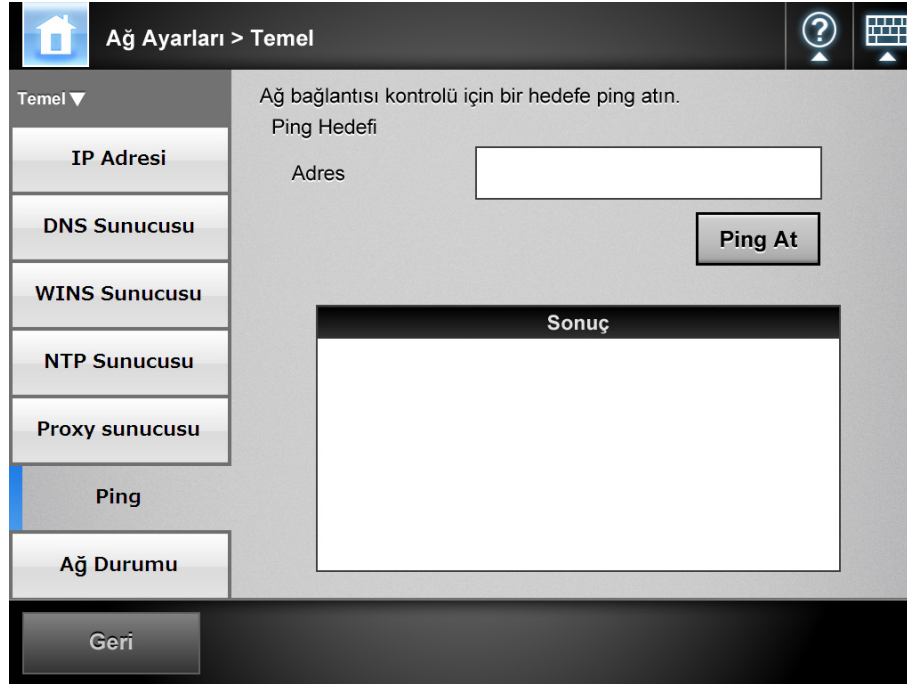 Ağ Ayarları > Temel
Temel▼
IP Adresi
DNS Sunucusu
WINS Sunucusu
NTP Sunucusu
Proxy sunucusu
Ping
Ağ Durumu
Ağ bağlantısı kontrolü için bir hedefe ping atın.
Ping Hedefi
Adres
Ping At
Sonuç
Geri